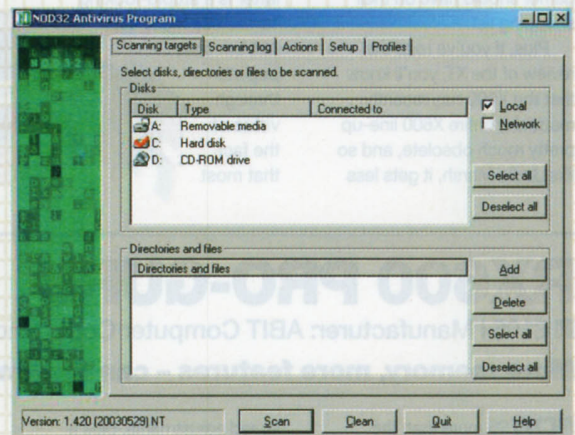 NOD32 Antivirus Program
Scanning targets Scanning log Actions Setup Profiles
Select disks, directories or files to be scanned.
Disks
Disk Type Connected to
A: Removable media
C: Hard disk
D: CD-ROM drive
Local
Network
Select all
Deselect all
Directories and files
Directories and files
Add
Delete
Select all
Deselect all
Version: 1.420 (20030529) NT
Scan Clean Quit Help